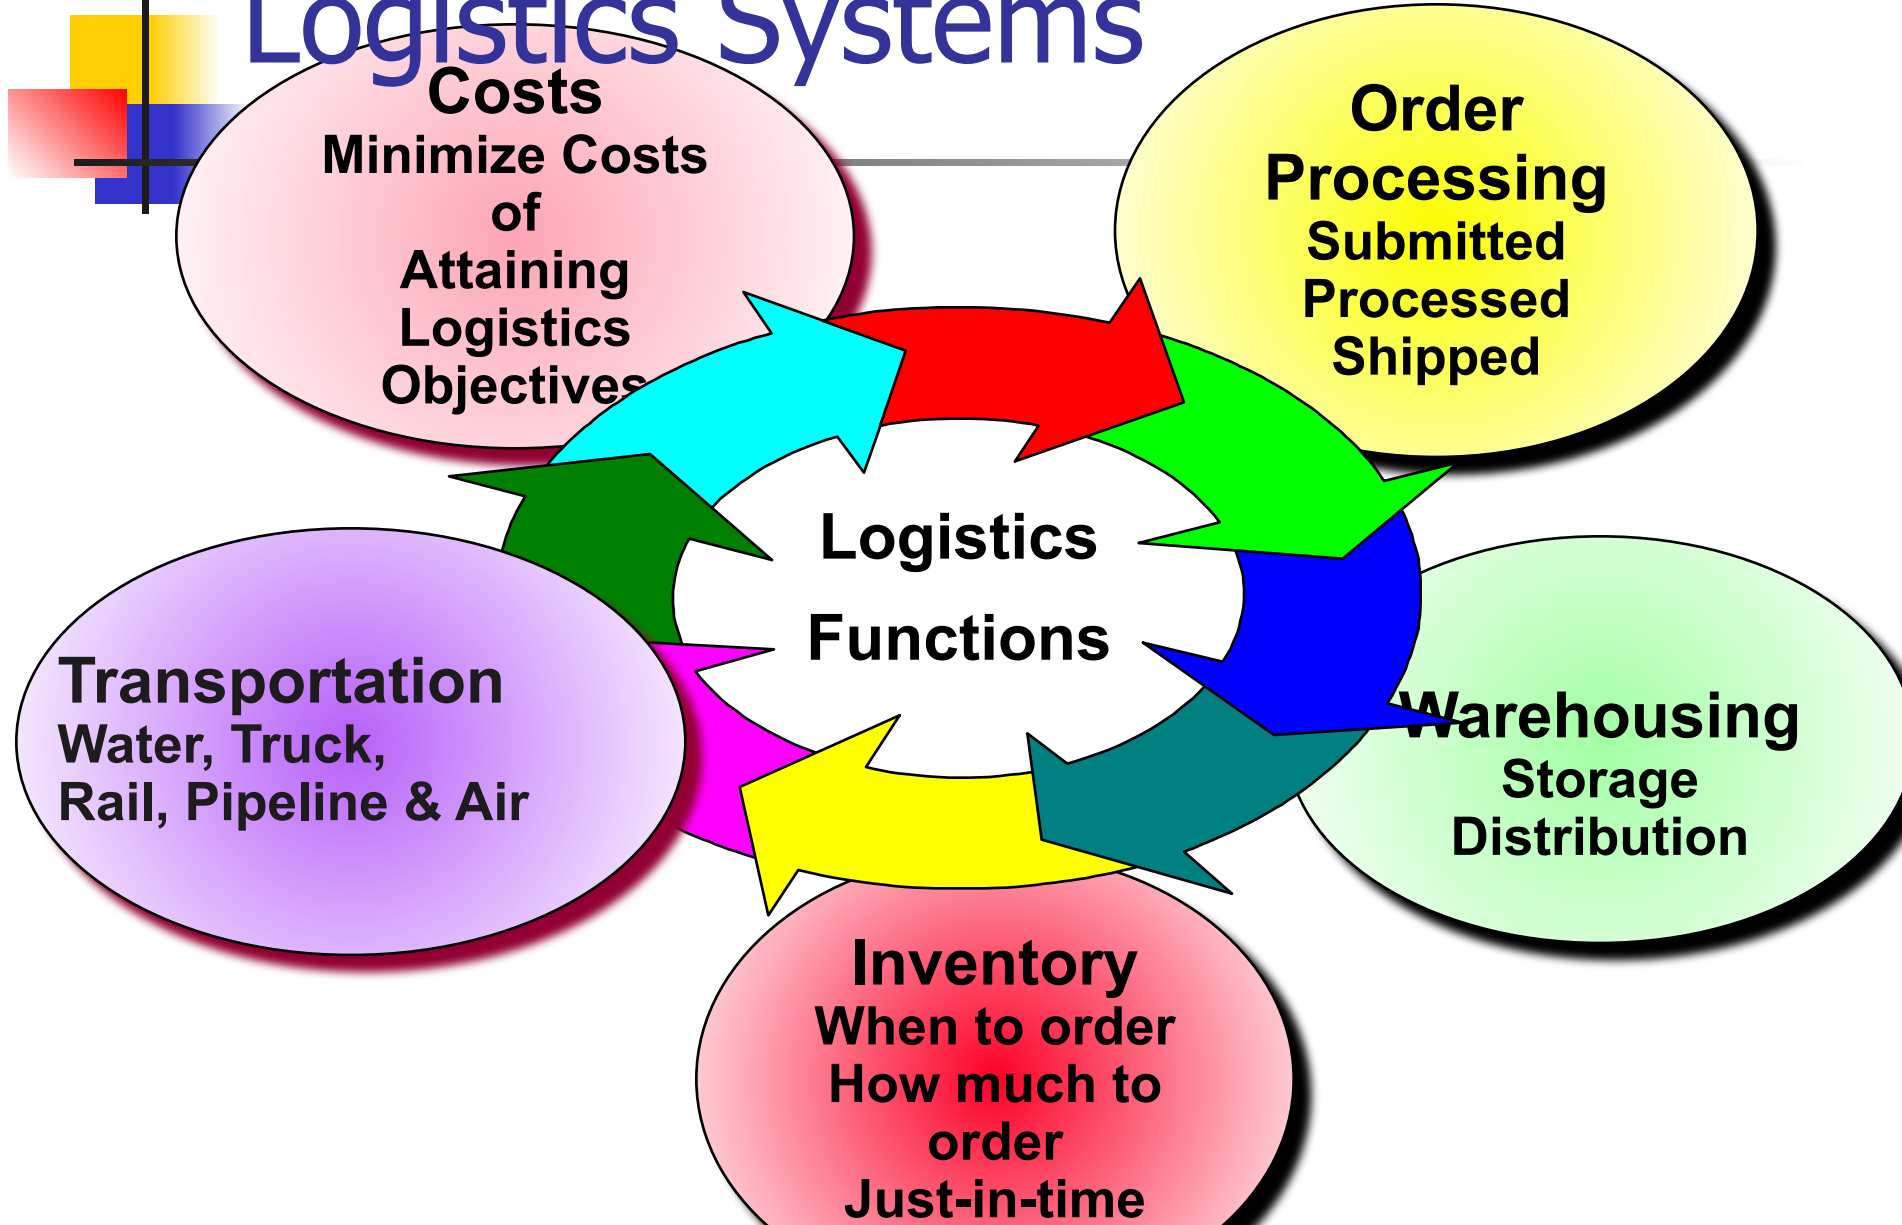 Logistics Systems
Costs
Minimize Costs
of
Attaining
Logistics
Objectives
Order
Processing
Submitted
Processed
Shipped
Logistics
Functions
Transportation
Water, Truck,
Rail, Pipeline & Air
Warehousing
Storage
Distribution
Inventory
When to order
How much to
order
Just-in-time